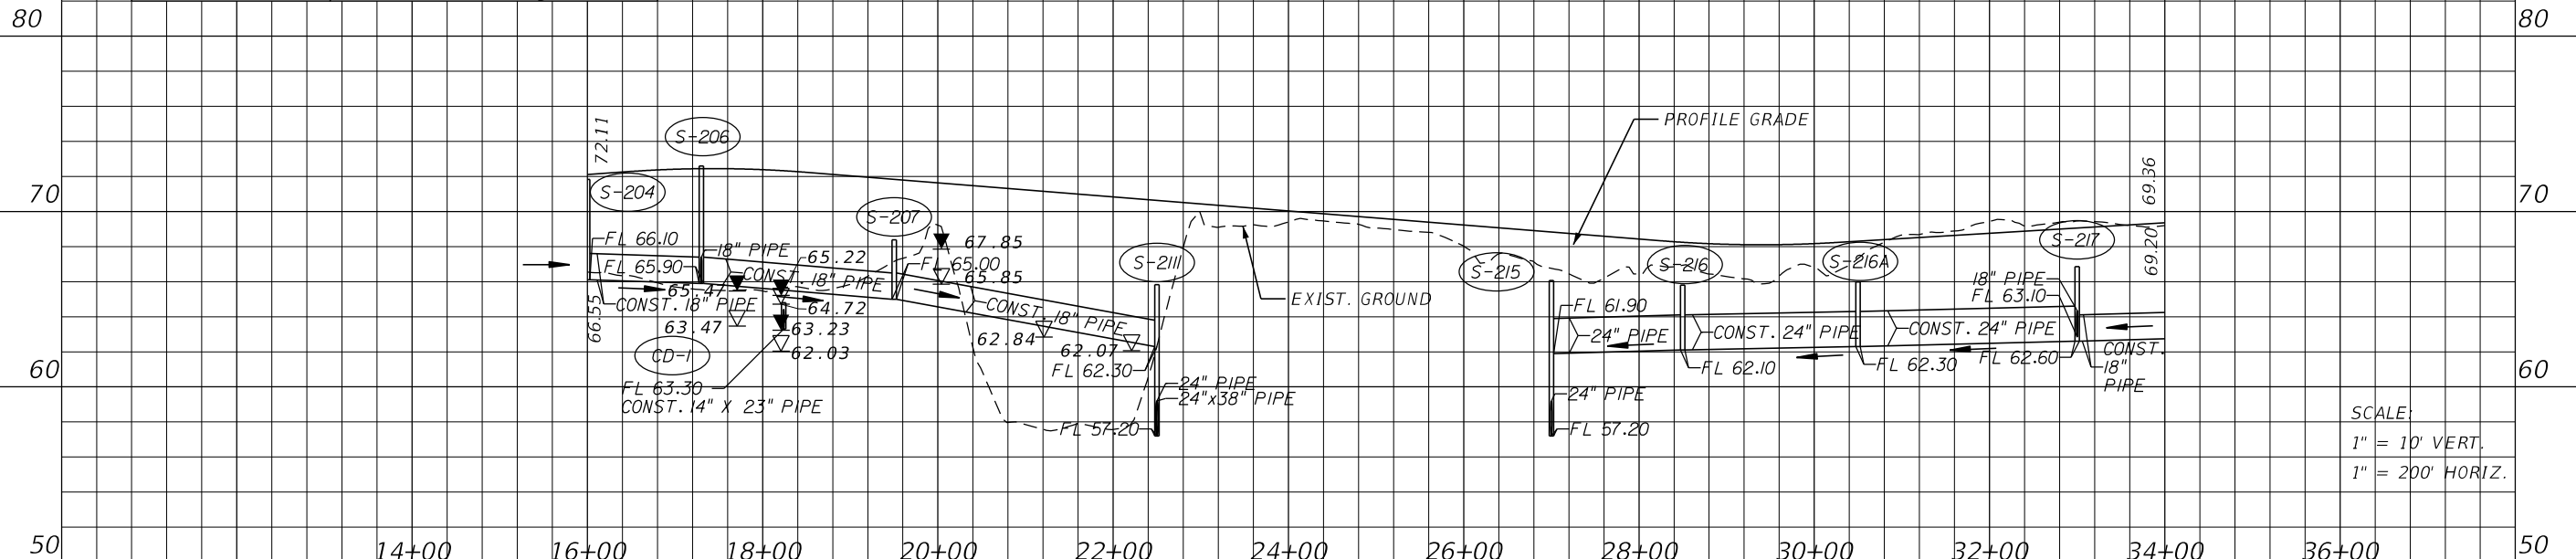 80
80
PROFILE GRADE
72.11
S-206
69.36
70
S-204
70
S-207
S-217
FL 66.10
18" PIPE
65.22
67.85
S-2111
S-215
S-216
S-216A
69.20
FL 65.90
CONST. 18" PIPE
FL 65.00
65.85
18" PIPE
65.47
FL 63.10
EXIST. GROUND
CONST. 18" PIPE
64.72
CONST. 18" PIPE
FL 61.90
66.55
63.47
63.23
62.84
62.07
24" PIPE
CONST. 24" PIPE
CONST. 24" PIPE
CD-1
62.03
FL 62.30
FL 62.10
FL 62.30
FL 62.60
CONST.
18"
PIPE
60
60
FL 63.30
CONST. 14" X 23" PIPE
24" PIPE
24"x38" PIPE
24" PIPE
FL 57.20
FL 57.20
SCALE:
1" = 10' VERT.
1" = 200' HORIZ.
50
14+00
16+00
18+00
20+00
22+00
24+00
26+00
28+00
30+00
32+00
34+00
36+00
50